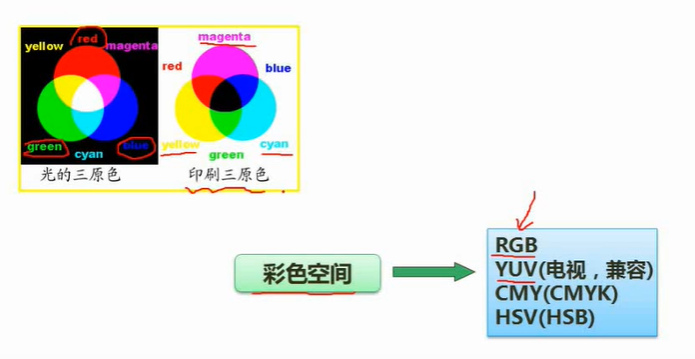 red
yellow
magenta
green
blue
cyan
光的三原色
magenta
red
blue
yellow
cyan
green
印刷三原色
彩色空间
RGB
YUV(电视，兼容)
CMY(CMYK)
HSV(HSB)